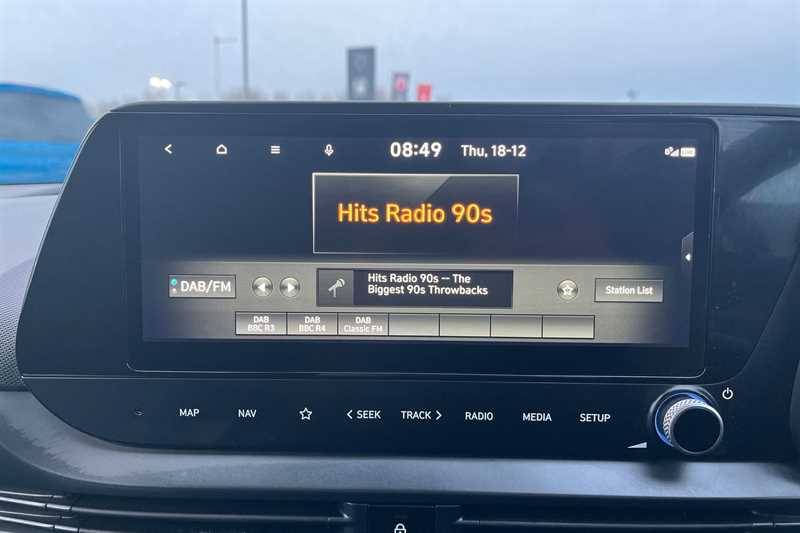 08:49 Thu, 18-12
Hits Radio 90s
DAB/FM
Hits Radio 90s -- The
Biggest 90s Throwbacks
Station List
DAB
BBC R3
DAB
BBC R4
DAB
Classic FM
MAP NAV SEEK TRACK RADIO MEDIA SETUP